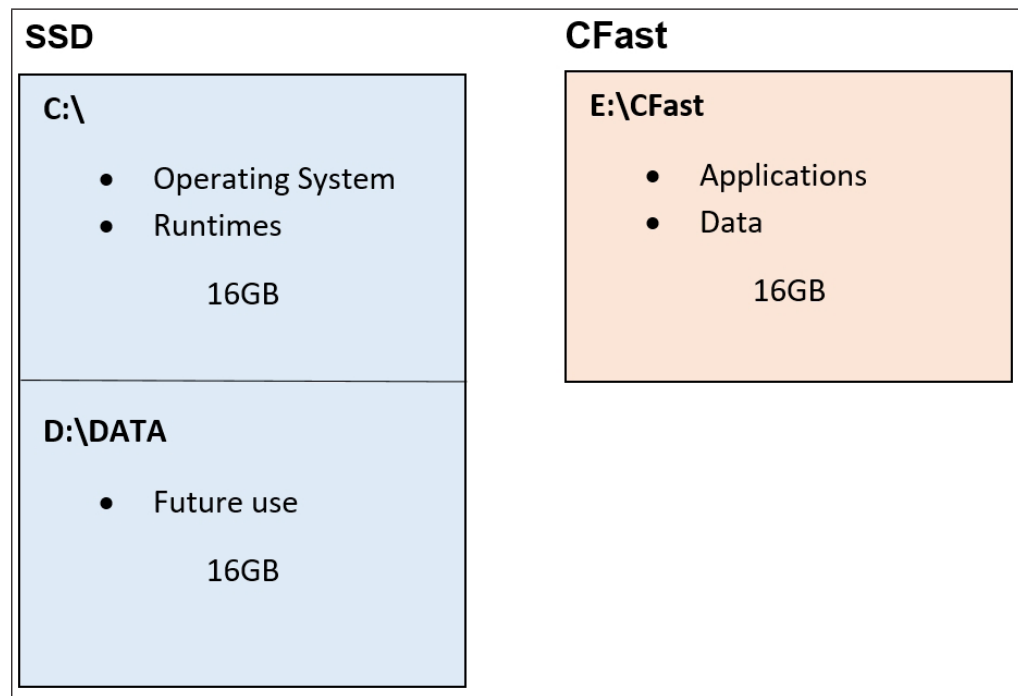 SSD
C:\
• Operating System
• Runtimes
16GB
D:\DATA
• Future use
16GB
CFast
E:\CFast
• Applications
• Data
16GB